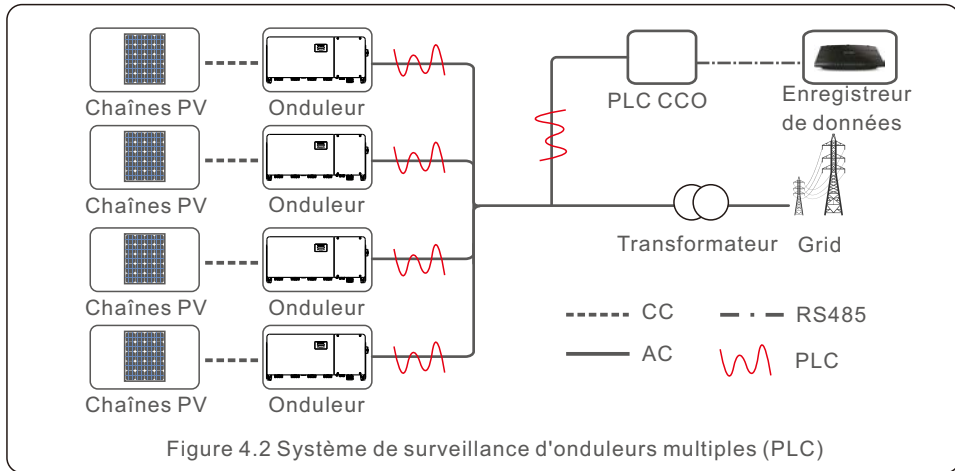 Chaînes PV
Onduleur
PLC CCO
Enregistreur
de données
Chaînes PV
Onduleur
Transformateur
Grid
Chaînes PV
Onduleur
CC
RS485
AC
PLC
Chaînes PV
Onduleur
Figure 4.2 Système de surveillance d'onduleurs multiples (PLC)